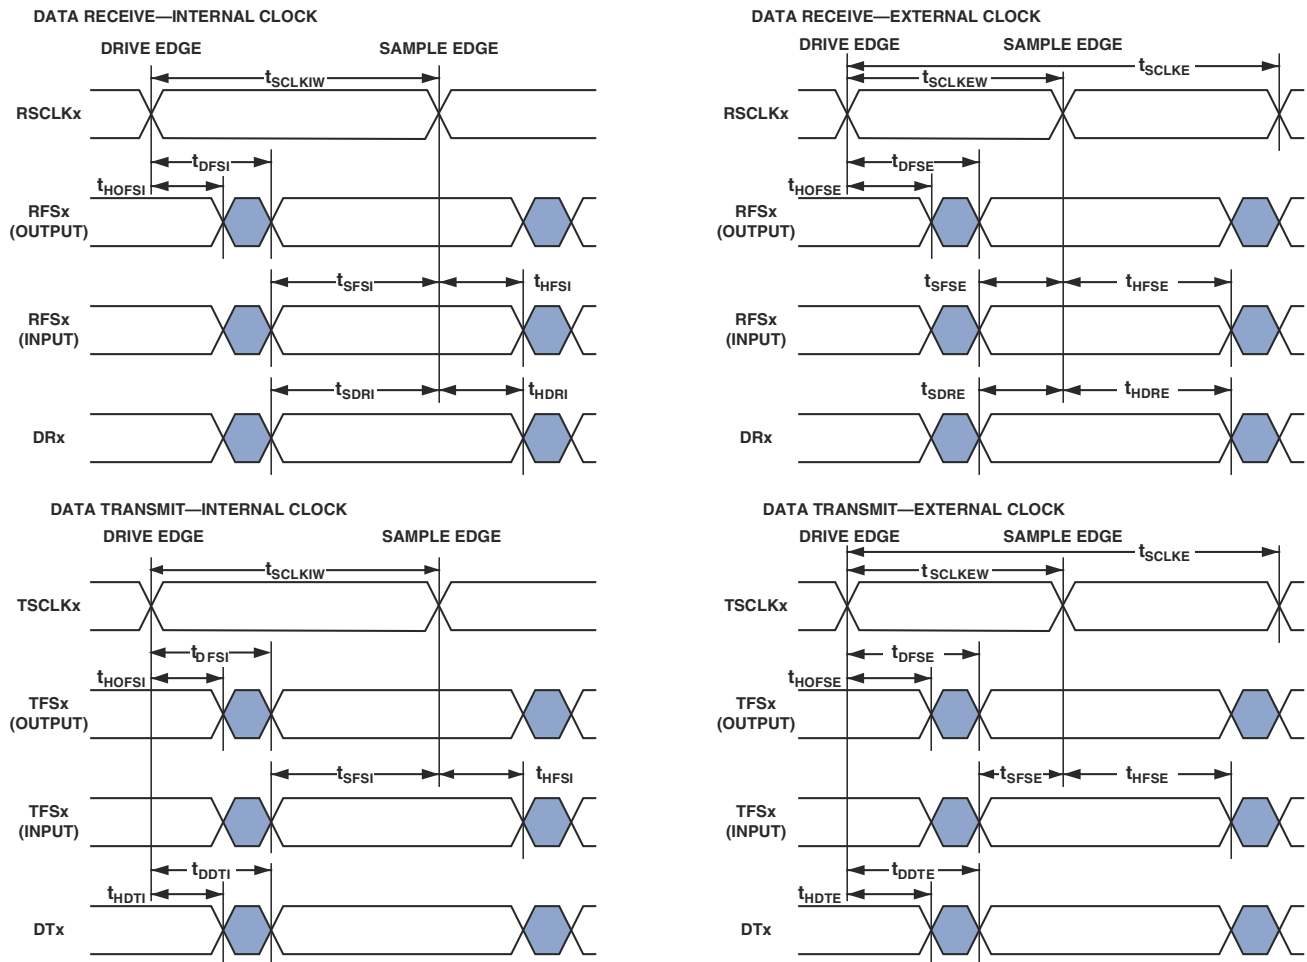 DATA RECEIVE—INTERNAL CLOCK
DRIVE EDGE
SAMPLE EDGE
tSCLKIW
RSCLKx
tDFSI
tHOFSI
RFSx
(OUTPUT)
tSFSI
tHFSI
RFSx
(INPUT)
tSDRI
tHDRI
DRx
DATA RECEIVE—EXTERNAL CLOCK
DRIVE EDGE
SAMPLE EDGE
tSCLKE
tSCLKEW
RSCLKx
tDFSE
tHOFSE
RFSx
(OUTPUT)
tSFSE
tHFSE
RFSx
(INPUT)
tSDRE
tHDRE
DRx
DATA TRANSMIT—INTERNAL CLOCK
DRIVE EDGE
SAMPLE EDGE
tSCLKIW
TSCLKx
tDFSI
tHOFSI
TFSx
(OUTPUT)
tSFSI
tHFSI
TFSx
(INPUT)
tDDTI
tHDTI
DTx
DATA TRANSMIT—EXTERNAL CLOCK
DRIVE EDGE
SAMPLE EDGE
tSCLKE
tSCLKEW
TSCLKx
tDFSE
tHOFSE
TFSx
(OUTPUT)
tSFSE
tHFSE
TFSx
(INPUT)
tDDTE
tHDTE
DTx